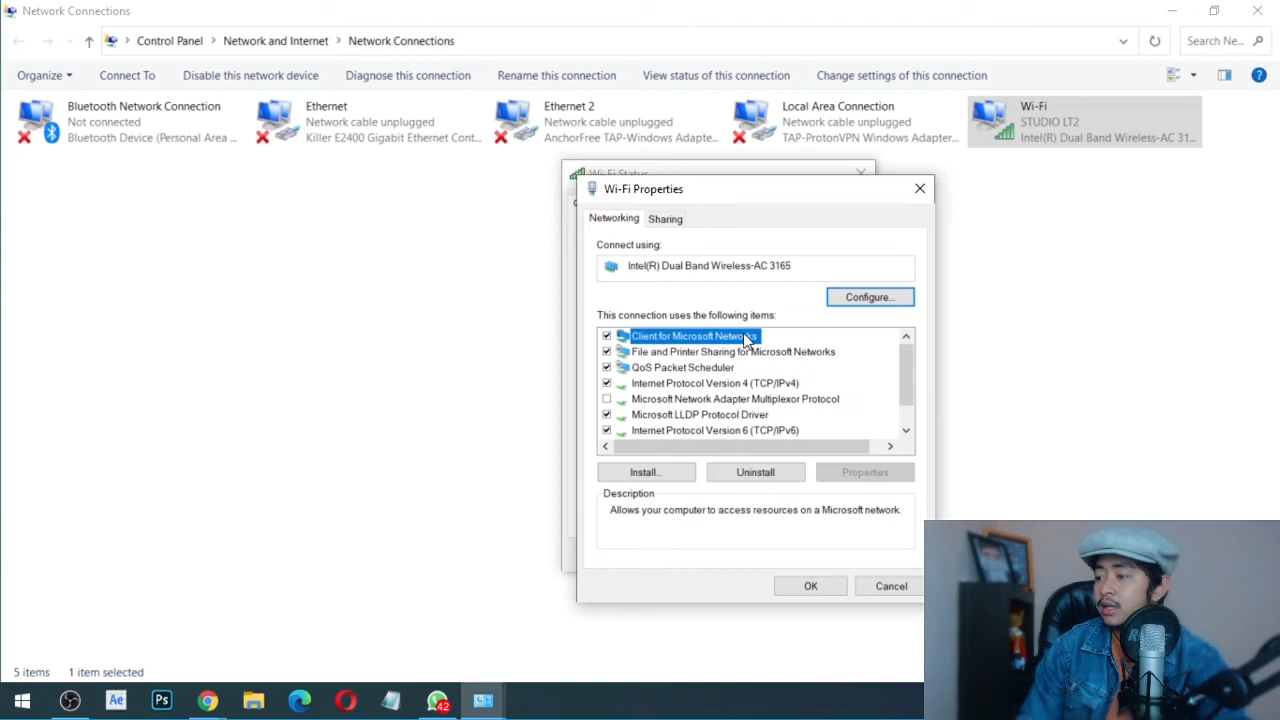 Network Connections
Control Panel
Network and Internet
Network Connections
Search Ne...
Organize
Connect To
Disable this network device
Diagnose this connection
Rename this connection
View status of this connection
Change settings of this connection
Bluetooth Network Connection
Not connected
Bluetooth Device (Personal Area ...
Ethernet
Network cable unplugged
Killer E2400 Gigabit Ethernet Cont...
Ethernet 2
Network cable unplugged
AnchorFree TAP-Windows Adapte...
Local Area Connection
Network cable unplugged
TAP-ProtonVPN Windows Adapter...
Wi-Fi
STUDIO LT2
Intel(R) Dual Band Wireless-AC 31...
Wi-Fi Status
Wi-Fi Properties
Networking
Sharing
Connect using:
Intel(R) Dual Band Wireless-AC 3165
Configure...
This connection uses the following items:
Client for Microsoft Networks
File and Printer Sharing for Microsoft Networks
QoS Packet Scheduler
Internet Protocol Version 4 (TCP/IPv4)
Microsoft Network Adapter Multiplexor Protocol
Microsoft LLDP Protocol Driver
Internet Protocol Version 6 (TCP/IPv6)
Install...
Uninstall
Properties
Description
Allows your computer to access resources on a Microsoft network.
OK
Cancel
5 items
1 item selected
Ae
Ps
42